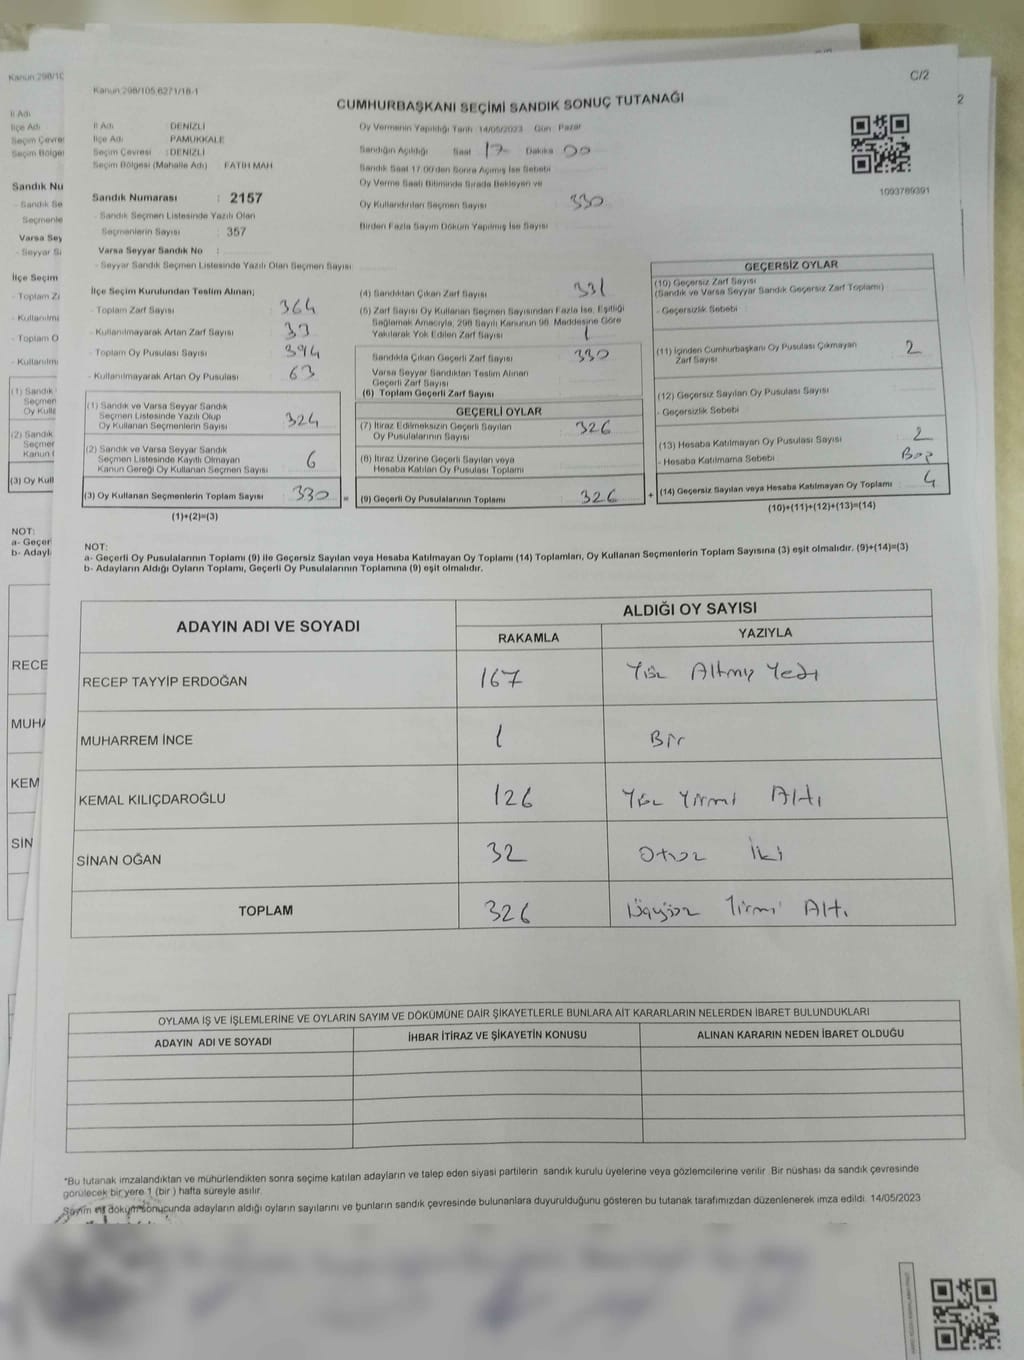 C/2
Kanun 298/105,6271/18-1
CUMHURBAŞKANI SEÇİMİ SANDIK SONUÇ TUTANAĞI
İl Adı : DENİZLİ
İlçe Adı : PAMUKKALE
Seçim Çevresi : DENİZLİ
Seçim Bölgesi (Mahalle Adı) : FATİH MAH
Sandık Numarası : 2157
- Sandık Seçmen Listesinde Yazılı Olan
Seçmenlerin Sayısı : 357
Varsa Seyyar Sandık No :
- Seyyar Sandık Seçmen Listesinde Yazılı Olan Seçmen Sayısı
Oy Vermenin Yapıldığı Tarih 14/05/2023 Gün Pazar
Sandığın Açıldığı Saat 17 Dakika 00
Sandık Saat 17.00'den Sonra Açılmış İse Sebebi
Oy Verme Saati Bitiminde Sırada Bekleyen ve
Oy Kullandırılan Seçmen Sayısı 330
Birden Fazla Sayım Döküm Yapılmış İse Sayısı
1093789391
İlçe Seçim Kurulundan Teslim Alınan;
- Toplam Zarf Sayısı 364
- Kullanılmayarak Artan Zarf Sayısı 33
- Toplam Oy Pusulası Sayısı 394
- Kullanılmayarak Artan Oy Pusulası 63
(1) Sandık ve Varsa Seyyar Sandık
Seçmen Listesinde Yazılı Olup
Oy Kullanan Seçmenlerin Sayısı 324
(2) Sandık ve Varsa Seyyar Sandık
Seçmen Listesinde Kayıtlı Olmayan
Kanun Gereği Oy Kullanan Seçmen Sayısı 6
(3) Oy Kullanan Seçmenlerin Toplam Sayısı 330 =
(1)+(2)=(3)
(4) Sandıktan Çıkan Zarf Sayısı 331
(5) Zarf Sayısı Oy Kullanan Seçmen Sayısından Fazla İse, Eşitliği
Sağlamak Amacıyla, 298 Sayılı Kanunun 98. Maddesine Göre
Yakılarak Yok Edilen Zarf Sayısı 1
Sandıkta Çıkan Geçerli Zarf Sayısı 330
Varsa Seyyar Sandıktan Teslim Alınan
Geçerli Zarf Sayısı
(6) Toplam Geçerli Zarf Sayısı
GEÇERLİ OYLAR
(7) İtiraz Edilmeksizin Geçerli Sayılan
Oy Pusulalarının Sayısı 326
(8) İtiraz Üzerine Geçerli Sayılan veya
Hesaba Katılan Oy Pusulası Toplamı
(9) Geçerli Oy Pusulalarının Toplamı 326 +
GEÇERSİZ OYLAR
(10) Geçersiz Zarf Sayısı
(Sandık ve Varsa Seyyar Sandık Geçersiz Zarf Toplamı)
- Geçersizlik Sebebi
(11) İçinden Cumhurbaşkanı Oy Pusulası Çıkmayan
Zarf Sayısı 2
(12) Geçersiz Sayılan Oy Pusulası Sayısı
- Geçersizlik Sebebi
(13) Hesaba Katılmayan Oy Pusulası Sayısı 2
- Hesaba Katılmama Sebebi Boş
(14) Geçersiz Sayılan veya Hesaba Katılmayan Oy Toplamı 4
(10)+(11)+(12)+(13)=(14)
NOT:
a- Geçerli Oy Pusulalarının Toplamı (9) ile Geçersiz Sayılan veya Hesaba Katılmayan Oy Toplamı (14) Toplamları, Oy Kullanan Seçmenlerin Toplam Sayısına (3) eşit olmalıdır. (9)+(14)=(3)
b- Adayların Aldığı Oyların Toplamı, Geçerli Oy Pusulalarının Toplamına (9) eşit olmalıdır.
ADAYIN ADI VE SOYADI ALDIĞI OY SAYISI
RAKAMLA YAZIYLA
RECEP TAYYİP ERDOĞAN 167 Yüz Altmış Yedi
MUHARREM İNCE 1 Bir
KEMAL KILIÇDAROĞLU 126 Yüz Yirmi Altı
SİNAN OĞAN 32 Otuz İki
TOPLAM 326 Üçyüz Yirmi Altı
OYLAMA İŞ VE İŞLEMLERİNE VE OYLARIN SAYIM VE DÖKÜMÜNE DAİR ŞİKAYETLERLE BUNLARA AİT KARARLARIN NELERDEN İBARET BULUNDUKLARI
ADAYIN ADI VE SOYADI İHBAR İTİRAZ VE ŞİKAYETİN KONUSU ALINAN KARARIN NEDEN İBARET OLDUĞU
*Bu tutanak imzalandıktan ve mühürlendikten sonra seçime katılan adayların ve talep eden siyasi partilerin sandık kurulu üyelerine veya gözlemcilerine verilir. Bir nüshası da sandık çevresinde
görülecek bir yere 1 (bir ) hafta süreyle asılır.
Sayım ve döküm sonucunda adayların aldığı oyların sayılarını ve bunların sandık çevresinde bulunanlara duyurulduğunu gösteren bu tutanak tarafımızdan düzenlenerek imza edildi. 14/05/2023